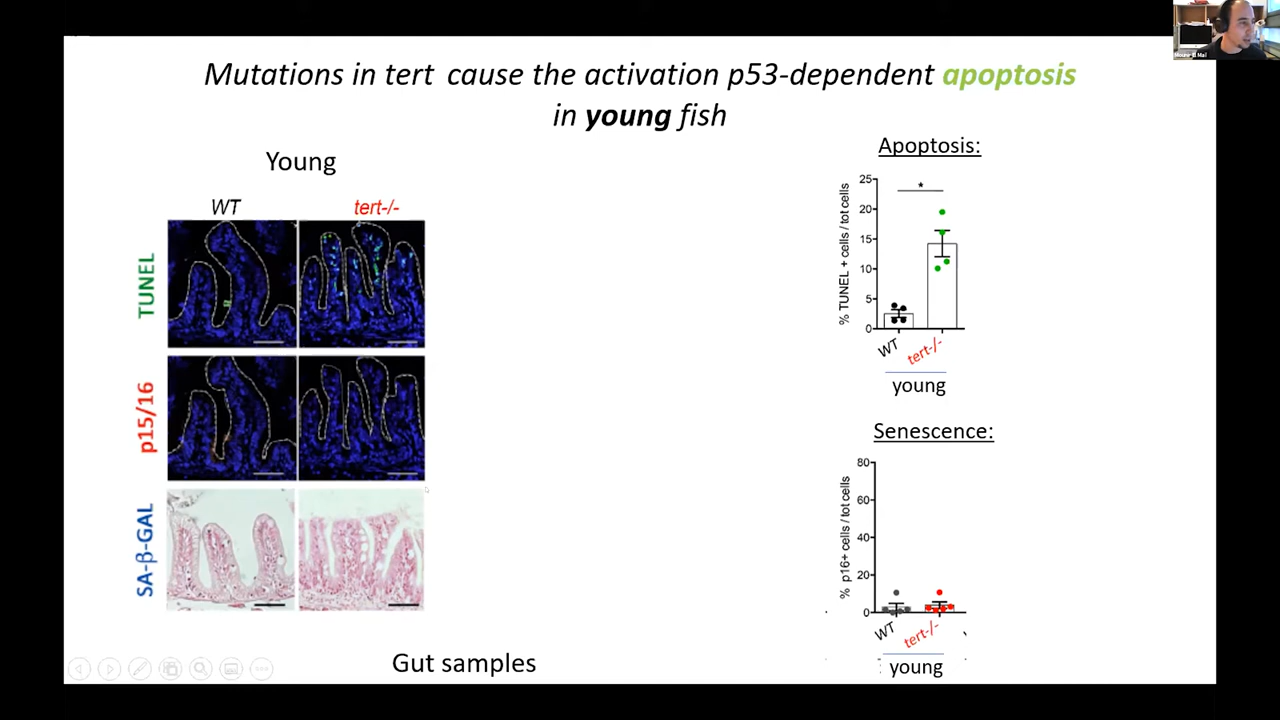 Mutations in tert cause the activation p53-dependent apoptosis
in young fish
Young
WT
tert-/-
TUNEL
p15/16
SA-β-GAL
Gut samples
Apoptosis:
% TUNEL + cells / tot cells
25
20
15
10
5
0
*
WT
tert-/-
young
Senescence:
% p16+ cells / tot cells
80
60
40
20
0
WT
tert-/-
young